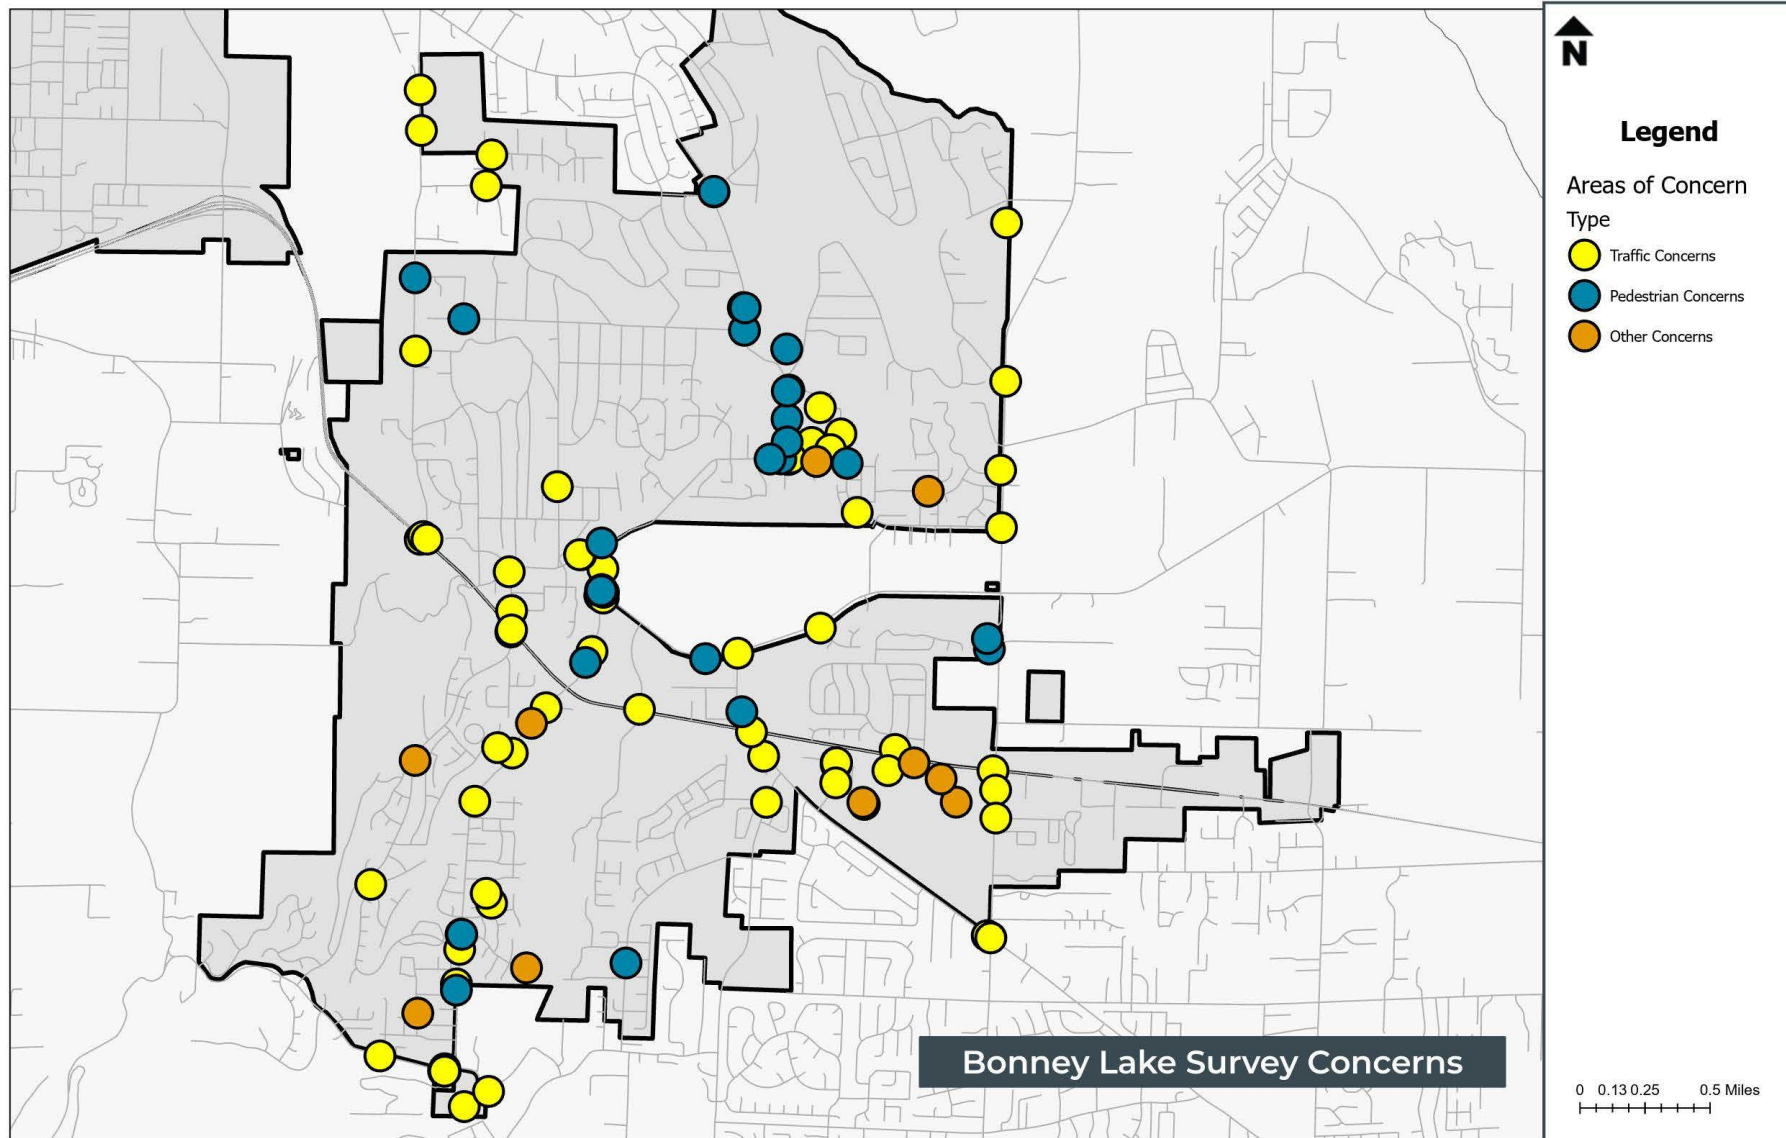 N
Legend
Areas of Concern
Type
Traffic Concerns
Pedestrian Concerns
Other Concerns
Bonney Lake Survey Concerns
0 0.13 0.25 0.5 Miles